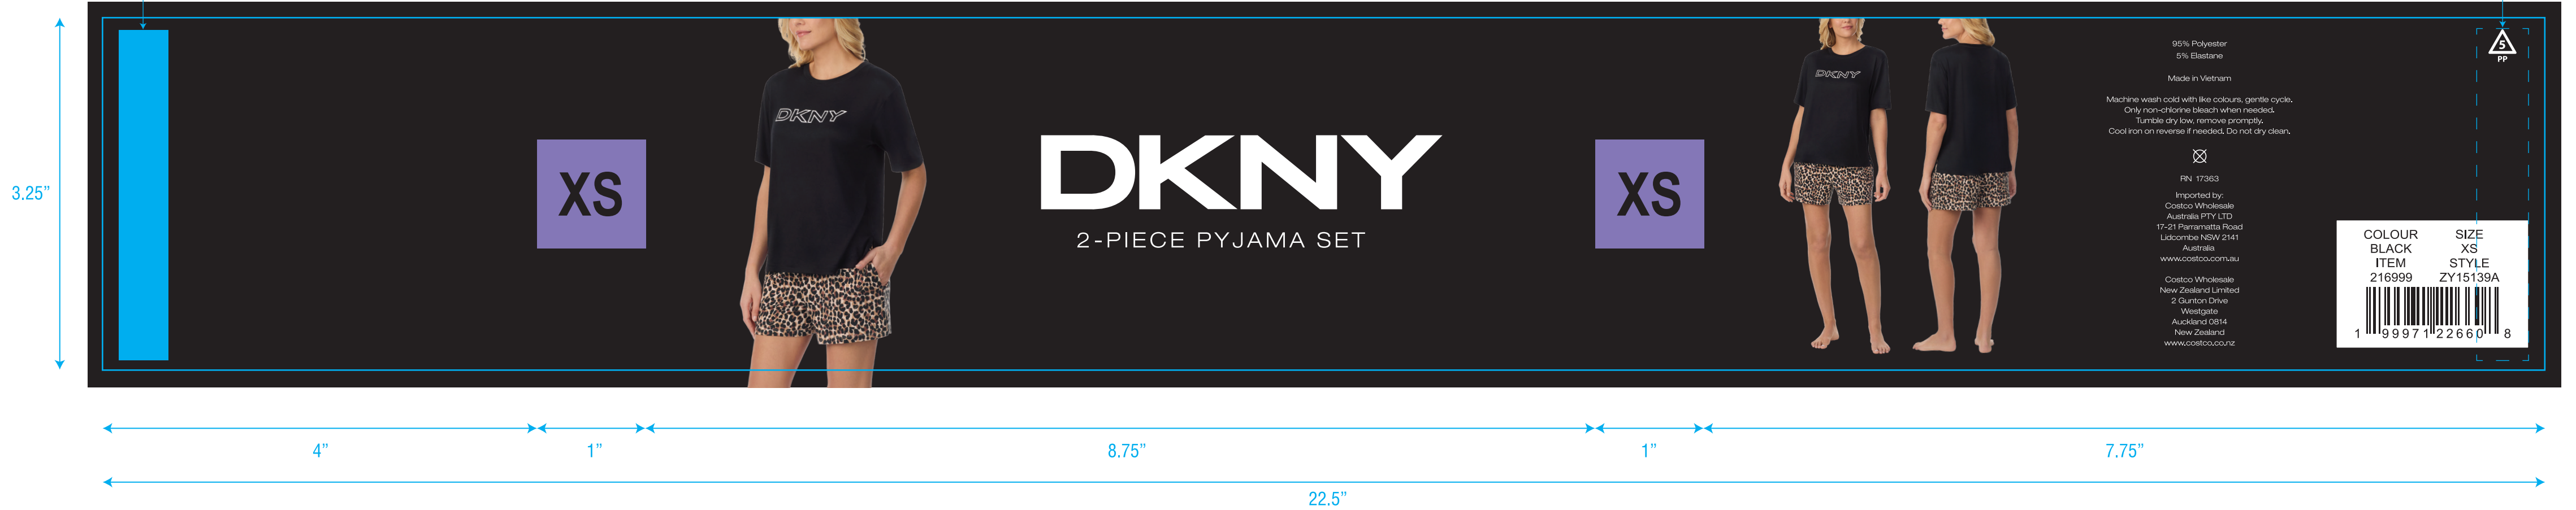 3.25”
XS
DKNY
DKNY
2-PIECE PYJAMA SET
XS
DKNY
95% Polyester
5% Elastane
Made in Vietnam
Machine wash cold with like colours, gentle cycle.
Only non-chlorine bleach when needed.
Tumble dry low, remove promptly.
Cool iron on reverse if needed. Do not dry clean.
RN 17363
Imported by:
Costco Wholesale
Australia PTY LTD
17-21 Parramatta Road
Lidcombe NSW 2141
Australia
www.costco.com.au
Costco Wholesale
New Zealand Limited
2 Gunton Drive
Westgate
Auckland 0814
New Zealand
www.costco.co.nz
5
PP
COLOUR SIZE
BLACK XS
ITEM STYLE
216999 ZY15139A
1 99971 22660 8
4” 1” 8.75” 1” 7.75”
22.5”